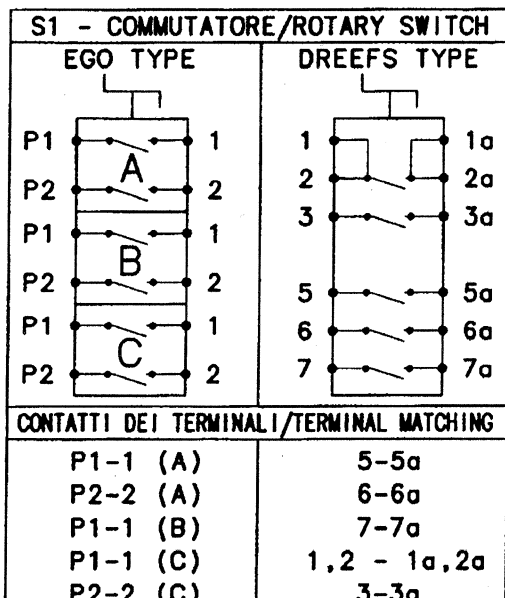 S1 - COMMUTATORE/ROTARY SWITCH
EGO TYPE
P1 1
A
P2 2
P1 1
B
P2 2
P1 1
C
P2 2
DREEFS TYPE
1 1a
2 2a
3 3a
5 5a
6 6a
7 7a
CONTATTI DEI TERMINALI/TERMINAL MATCHING
P1-1 (A) 5-5a
P2-2 (A) 6-6a
P1-1 (B) 7-7a
P1-1 (C) 1,2 - 1a,2a
P2-2 (C) 3-3a